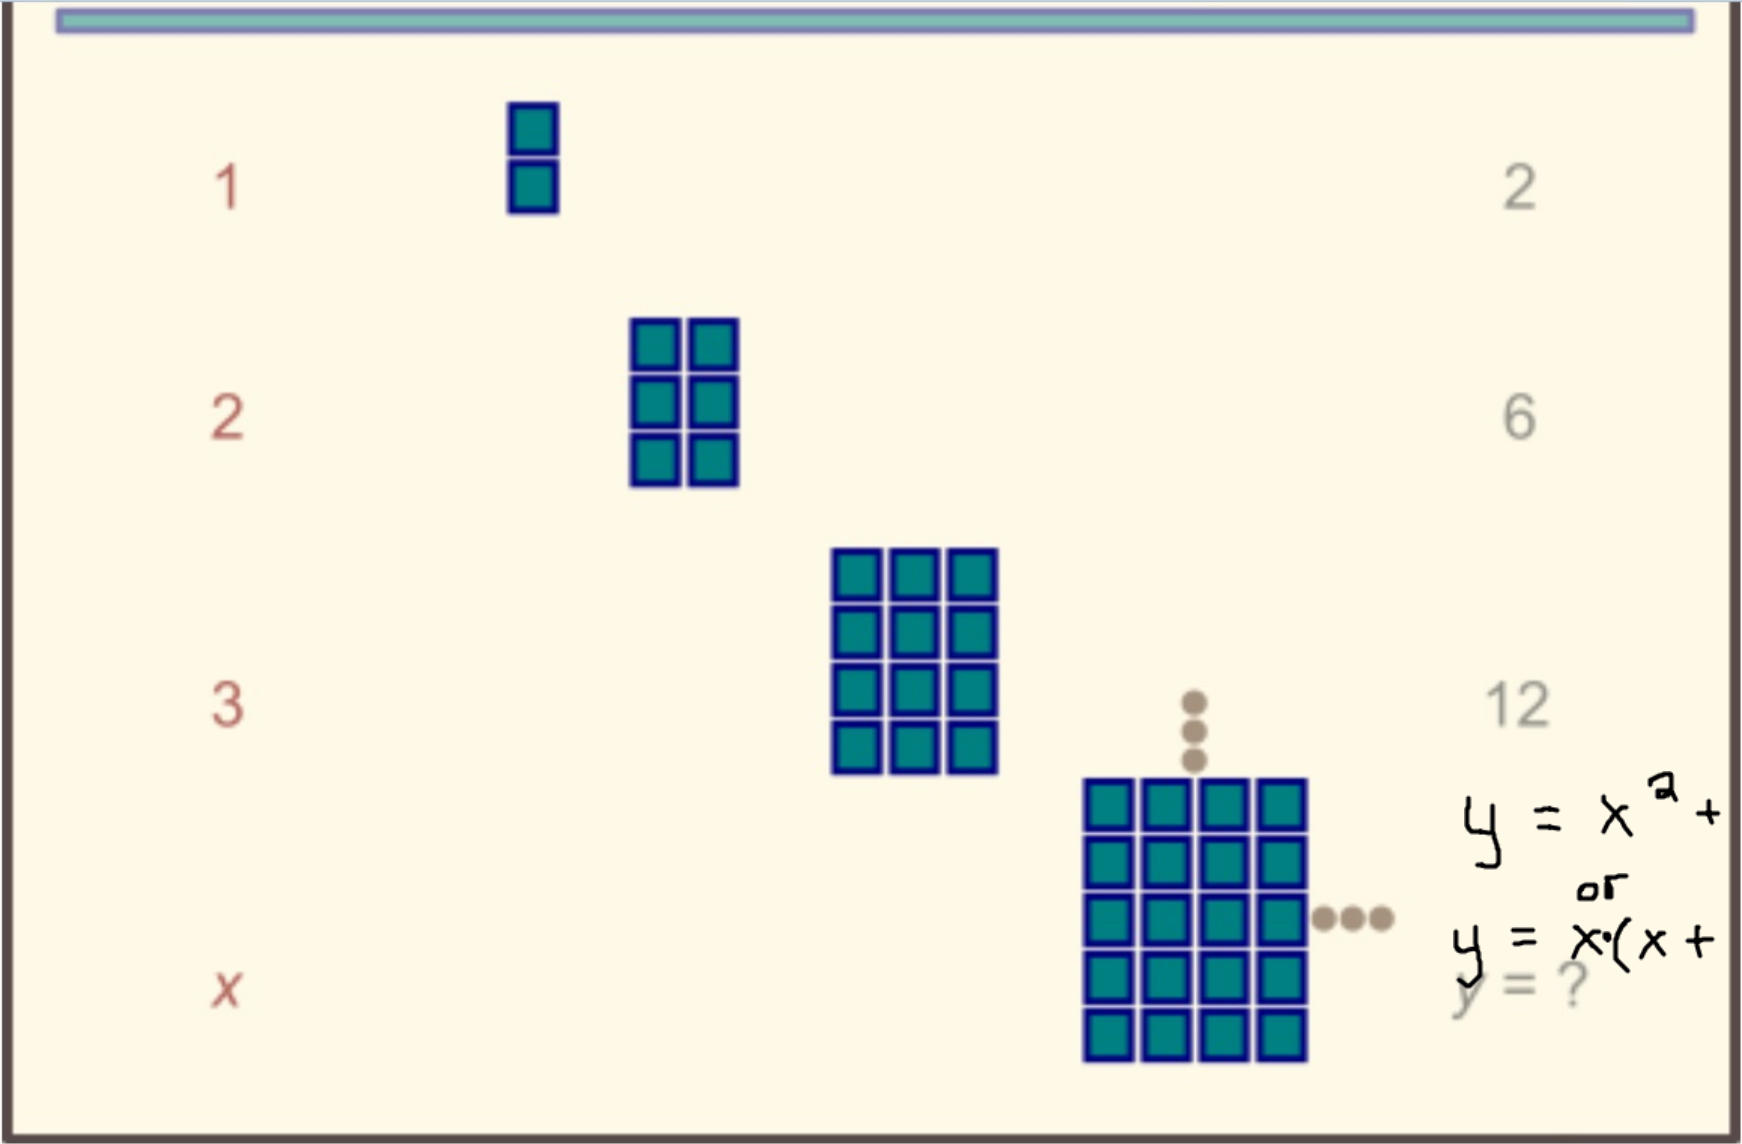 1 2
2 6
3 12
y = x² +
or
y = x·(x +
x y = ?